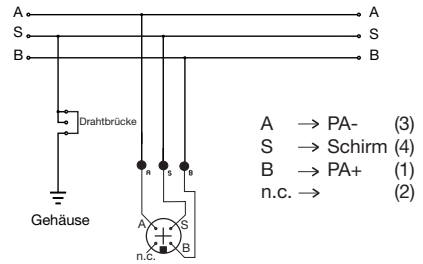 A A
S S
B B
Drahtbrücke
A S B
Gehäuse
A → PA- (3)
S → Schirm (4)
B → PA+ (1)
n.c. → (2)
A S
n.c. B